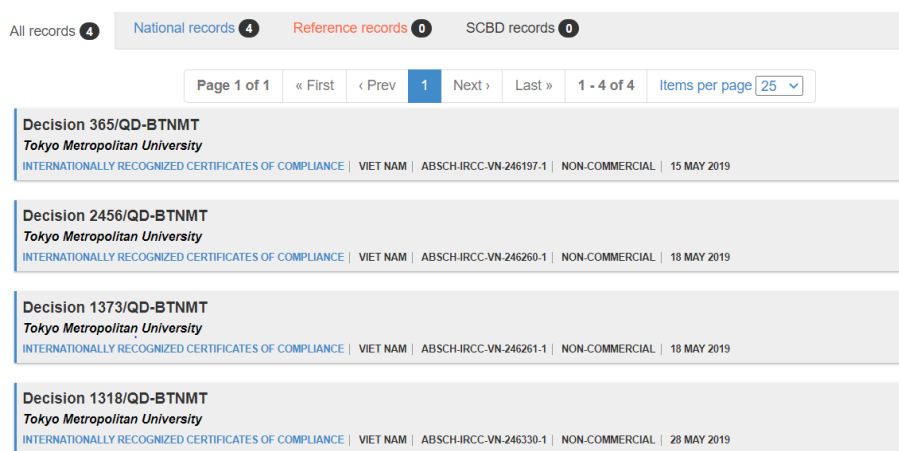 All records 4 National records 4 Reference records 0 SCBD records 0
Page 1 of 1 « First ‹ Prev 1 Next › Last » 1 - 4 of 4 Items per page 25
Decision 365/QD-BTNMT
Tokyo Metropolitan University
INTERNATIONALLY RECOGNIZED CERTIFICATES OF COMPLIANCE | VIET NAM | ABSCH-IRCC-VN-246197-1 | NON-COMMERCIAL | 15 MAY 2019
Decision 2456/QD-BTNMT
Tokyo Metropolitan University
INTERNATIONALLY RECOGNIZED CERTIFICATES OF COMPLIANCE | VIET NAM | ABSCH-IRCC-VN-246260-1 | NON-COMMERCIAL | 18 MAY 2019
Decision 1373/QD-BTNMT
Tokyo Metropolitan University
INTERNATIONALLY RECOGNIZED CERTIFICATES OF COMPLIANCE | VIET NAM | ABSCH-IRCC-VN-246261-1 | NON-COMMERCIAL | 18 MAY 2019
Decision 1318/QD-BTNMT
Tokyo Metropolitan University
INTERNATIONALLY RECOGNIZED CERTIFICATES OF COMPLIANCE | VIET NAM | ABSCH-IRCC-VN-246330-1 | NON-COMMERCIAL | 28 MAY 2019